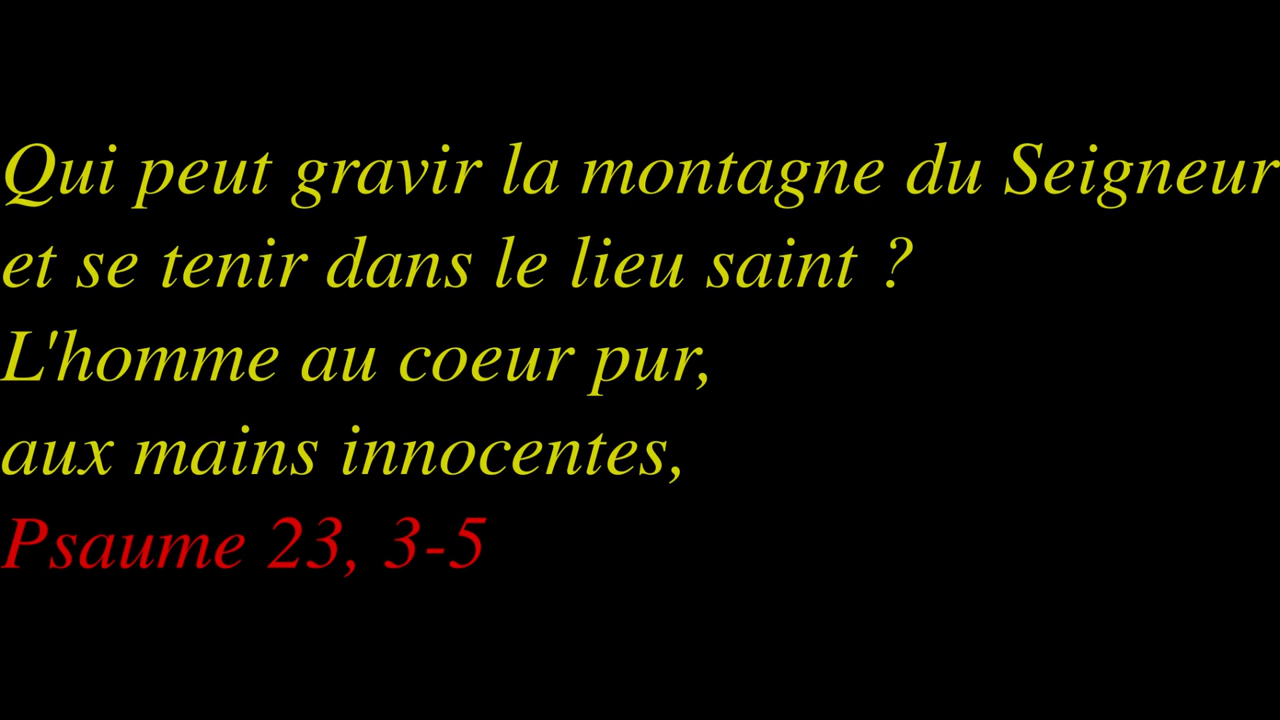 Qui peut gravir la montagne du Seigneur
et se tenir dans le lieu saint ?
L'homme au coeur pur,
aux mains innocentes,
Psaume 23, 3-5